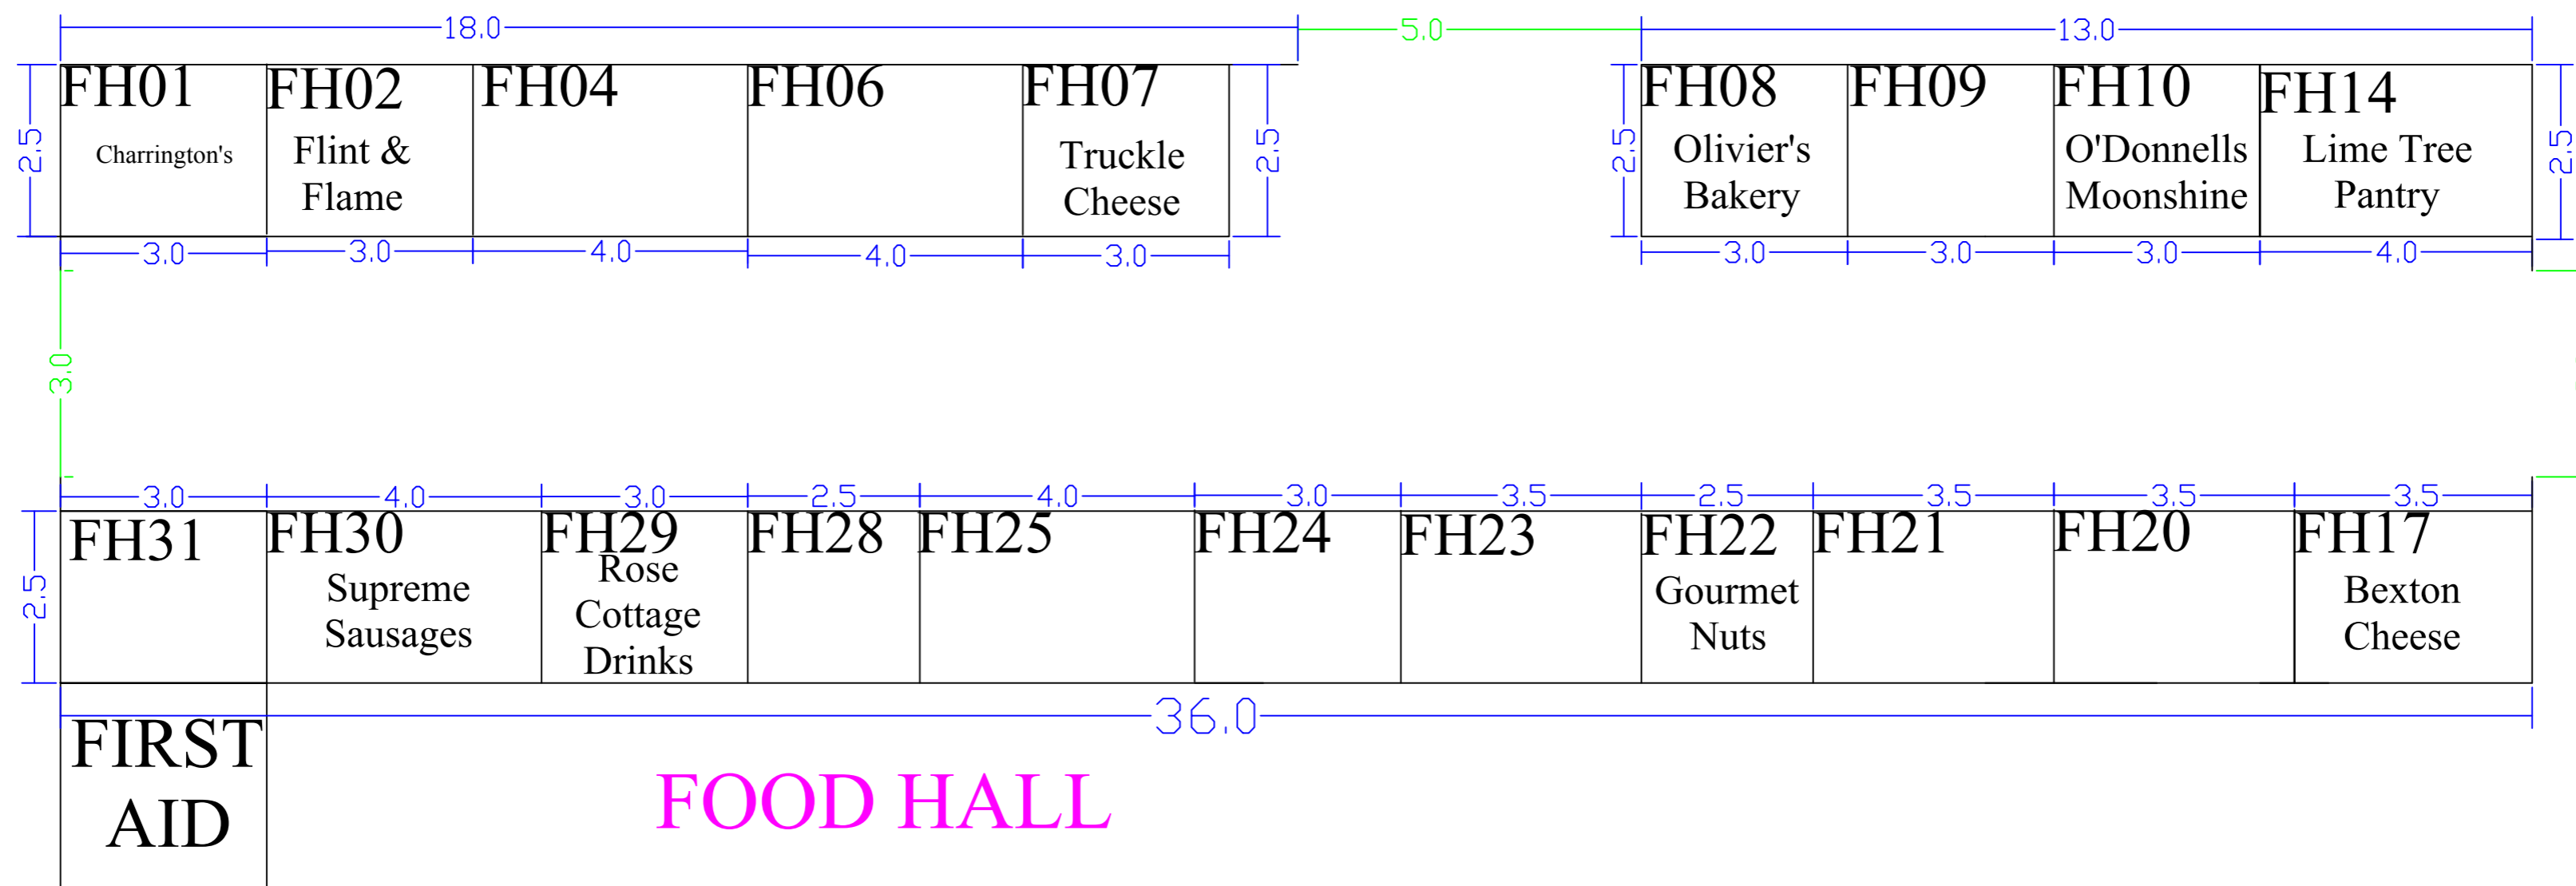 18.0 5.0 13.0
FH01 FH02 FH04 FH06 FH07 FH08 FH09 FH10 FH14
2.5 Charrington's Flint & Truckle 2.5 2.5 Olivier's O'Donnells Lime Tree 2.5
Flame Cheese Bakery Moonshine Pantry
3.0 3.0 4.0 4.0 3.0 3.0 3.0 3.0 4.0
3.0
3.0 4.0 3.0 2.5 4.0 3.0 3.5 2.5 3.5 3.5 3.5
FH31 FH30 FH29 FH28 FH25 FH24 FH23 FH22 FH21 FH20 FH17
2.5 Supreme Rose Gourmet Bexton
Sausages Cottage Nuts Cheese
Drinks
36.0
FIRST
AID
FOOD HALL